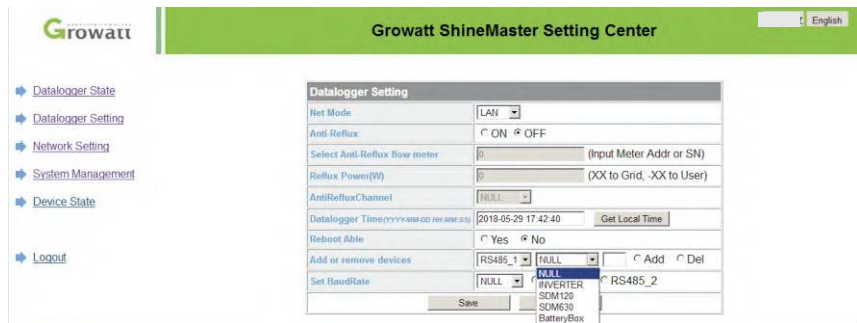 Growatt
Growatt ShineMaster Setting Center
English
Datalogger State
Datalogger Setting
Network Setting
System Management
Device State
Logout
Datalogger Setting
Net Mode LAN
Anti-Reflux ON OFF
Select Anti-Reflux flow meter 0 (Input Meter Addr or SN)
Reflux Power(W) 0 (XX to Grid, -XX to User)
AntiRefluxChannel NULL
Datalogger Time(YYYY-MM-DD HH:MM:SS) 2018-05-29 17:42:40 Get Local Time
Reboot Able Yes No
Add or remove devices RS485_1 NULL Add Del
Set BaudRate NULL RS485_2
NULL
INVERTER
SDM120
SDM630
BatteryBox
Save